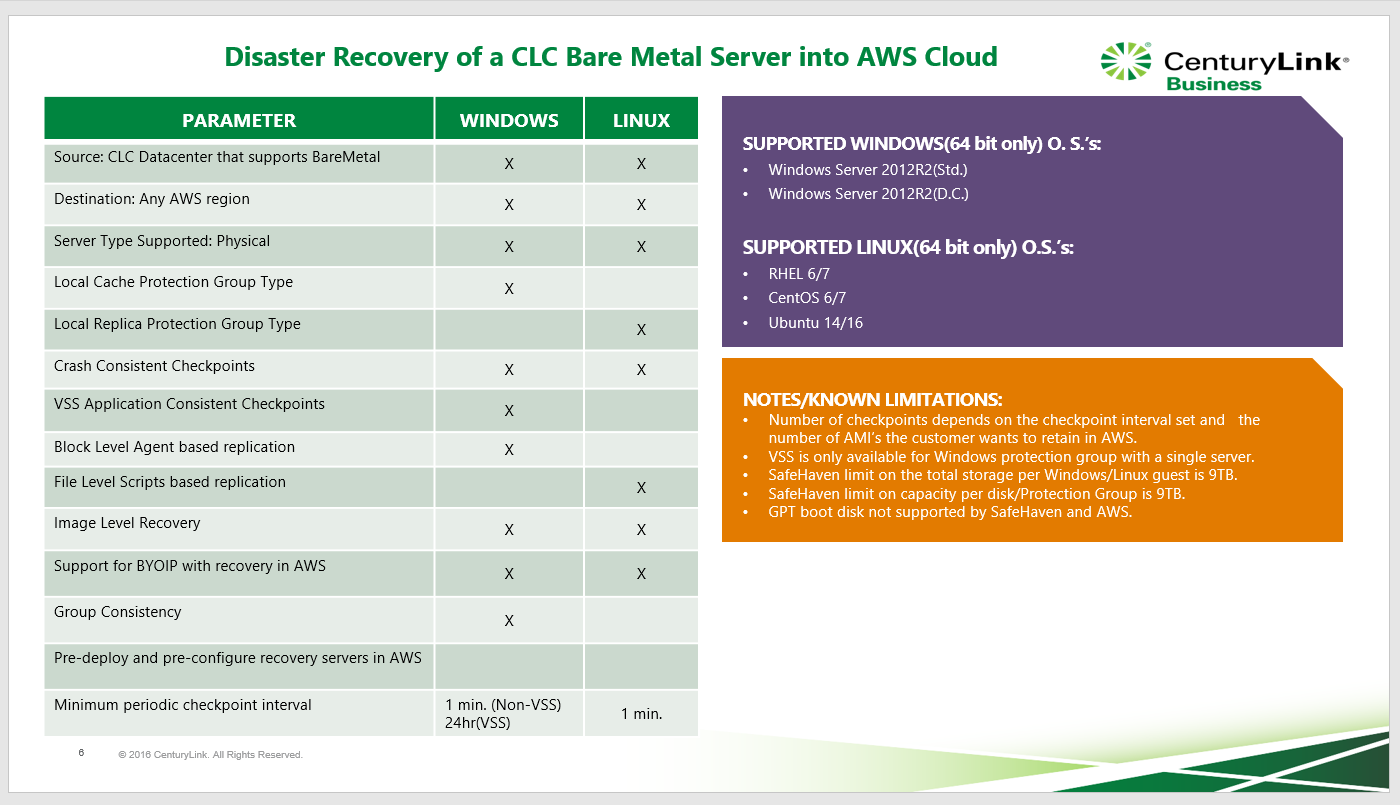 Disaster Recovery of a CLC Bare Metal Server into AWS Cloud
CenturyLink®
Business
PARAMETER WINDOWS LINUX
Source: CLC Datacenter that supports BareMetal X X
Destination: Any AWS region X X
Server Type Supported: Physical X X
Local Cache Protection Group Type X
Local Replica Protection Group Type X
Crash Consistent Checkpoints X X
VSS Application Consistent Checkpoints X
Block Level Agent based replication X
File Level Scripts based replication X
Image Level Recovery X X
Support for BYOIP with recovery in AWS X X
Group Consistency X
Pre-deploy and pre-configure recovery servers in AWS
Minimum periodic checkpoint interval 1 min. (Non-VSS) 1 min.
24hr(VSS)
SUPPORTED WINDOWS(64 bit only) O. S.’s:
• Windows Server 2012R2(Std.)
• Windows Server 2012R2(D.C.)
SUPPORTED LINUX(64 bit only) O.S.’s:
• RHEL 6/7
• CentOS 6/7
• Ubuntu 14/16
NOTES/KNOWN LIMITATIONS:
• Number of checkpoints depends on the checkpoint interval set and the
number of AMI’s the customer wants to retain in AWS.
• VSS is only available for Windows protection group with a single server.
• SafeHaven limit on the total storage per Windows/Linux guest is 9TB.
• SafeHaven limit on capacity per disk/Protection Group is 9TB.
• GPT boot disk not supported by SafeHaven and AWS.
6 © 2016 CenturyLink. All Rights Reserved.